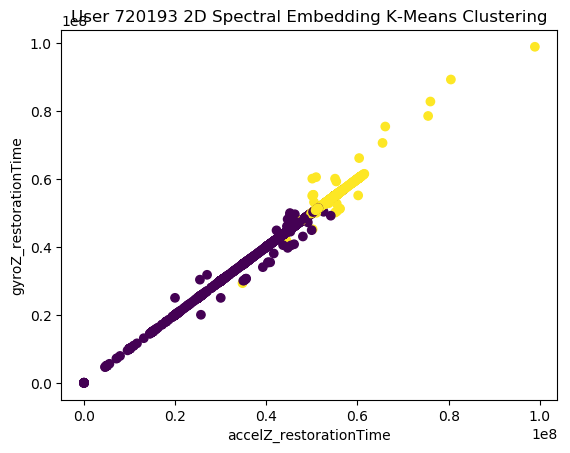 User 720193 2D Spectral Embedding K-Means Clustering
1e8
1.0
0.8
0.6
0.4
0.2
0.0
gyroZ_restorationTime
0.0 0.2 0.4 0.6 0.8 1.0
1e8
accelZ_restorationTime